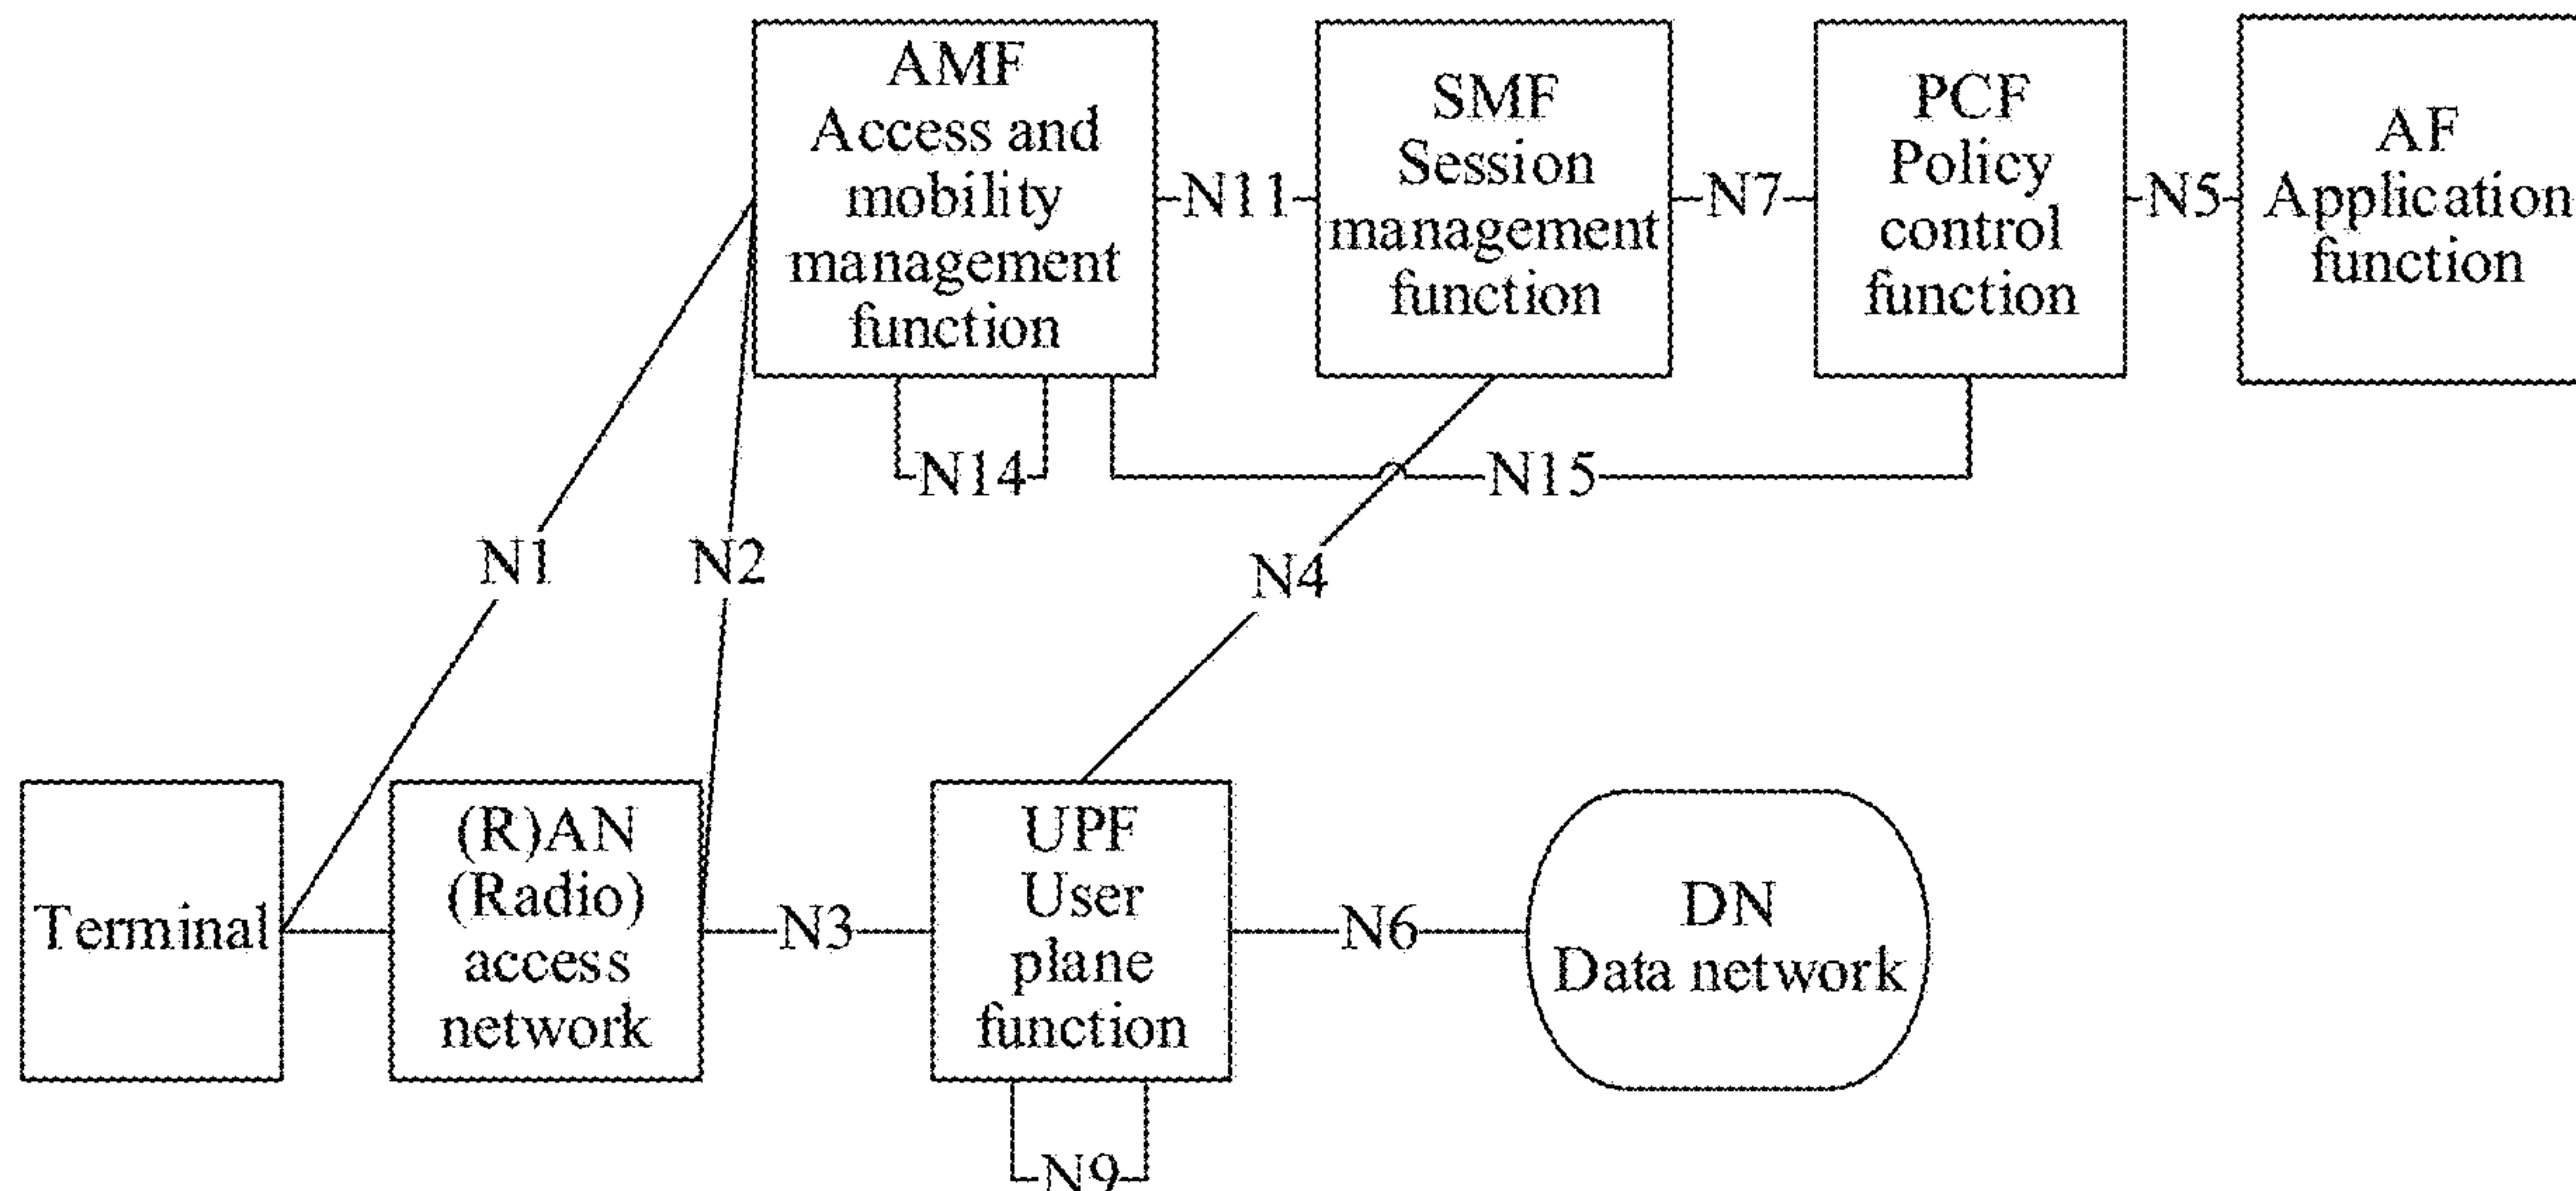 AMF
Access and
mobility
management
function
N11
SMF
Session
management
function
N7
PCF
Policy
control
function
N5
AF
Application
function
N14
N15
N1
N2
N4
Terminal
(R)AN
(Radio)
access
network
N3
UPF
User
plane
function
N6
DN
Data network
N9